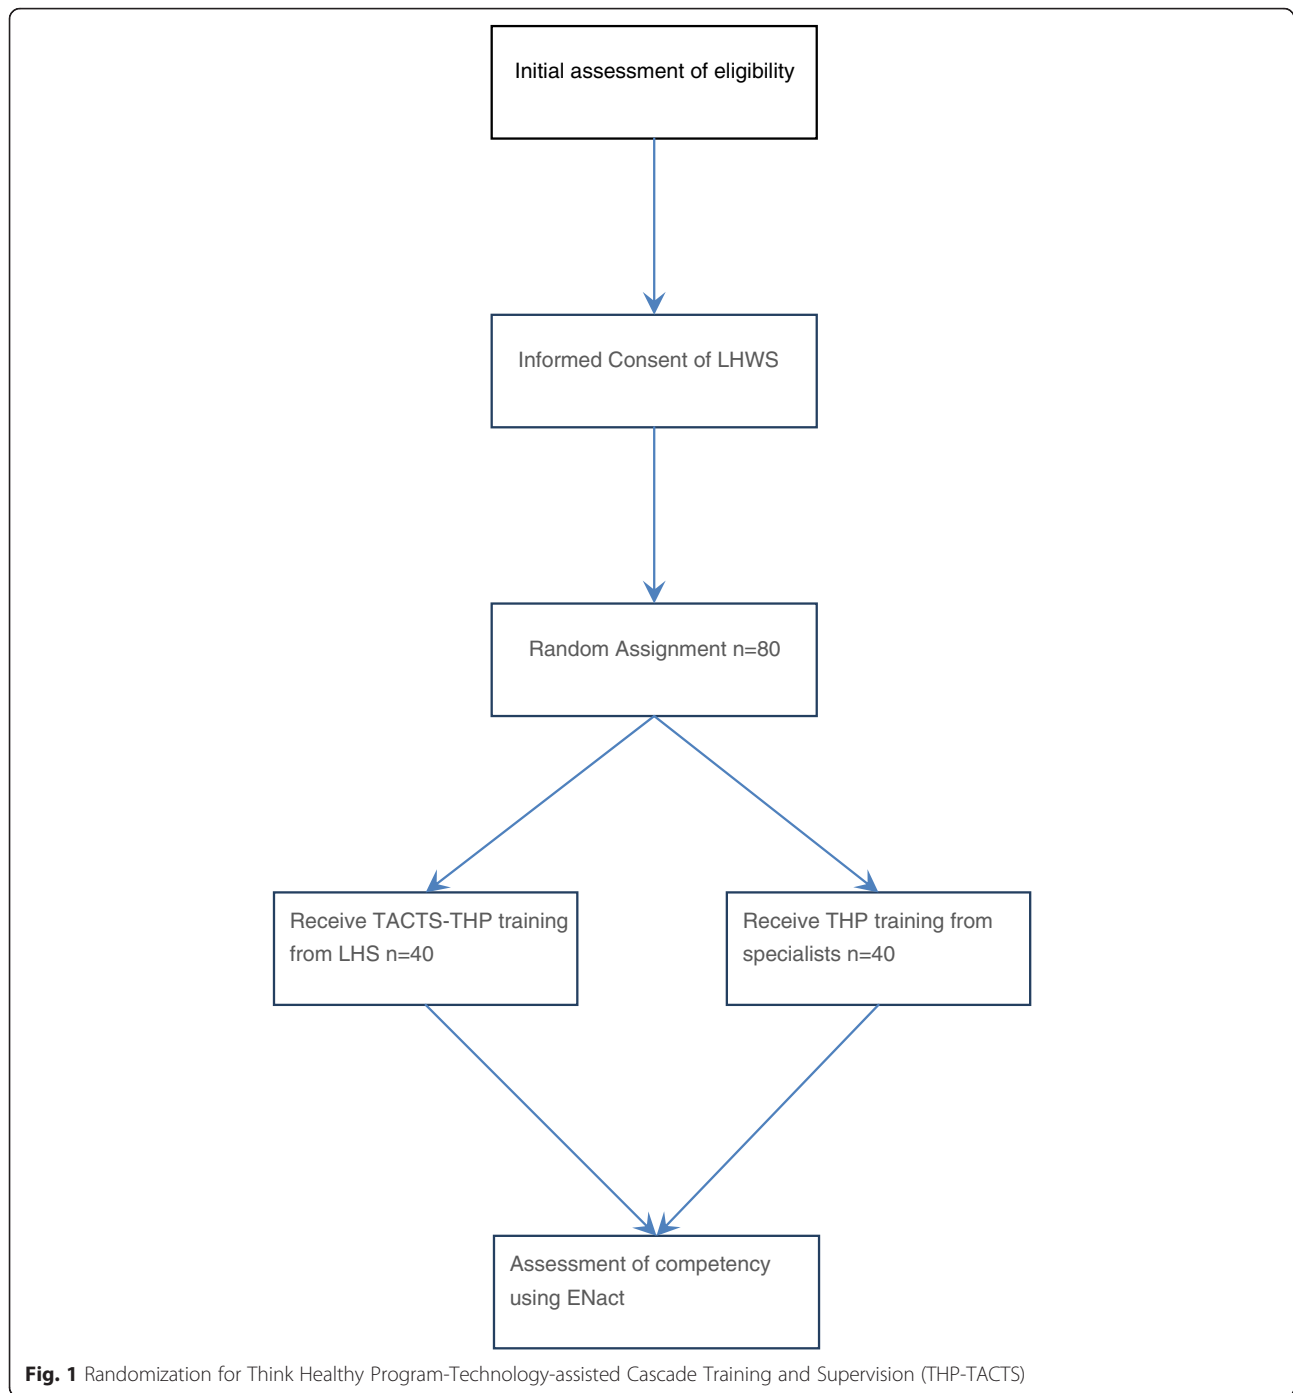 Initial assessment of eligibility
Informed Consent of LHWS
Random Assignment n=80
Receive TACTS-THP training
from LHS n=40
Receive THP training from
specialists n=40
Assessment of competency
using ENact
Fig. 1 Randomization for Think Healthy Program-Technology-assisted Cascade Training and Supervision (THP-TACTS)